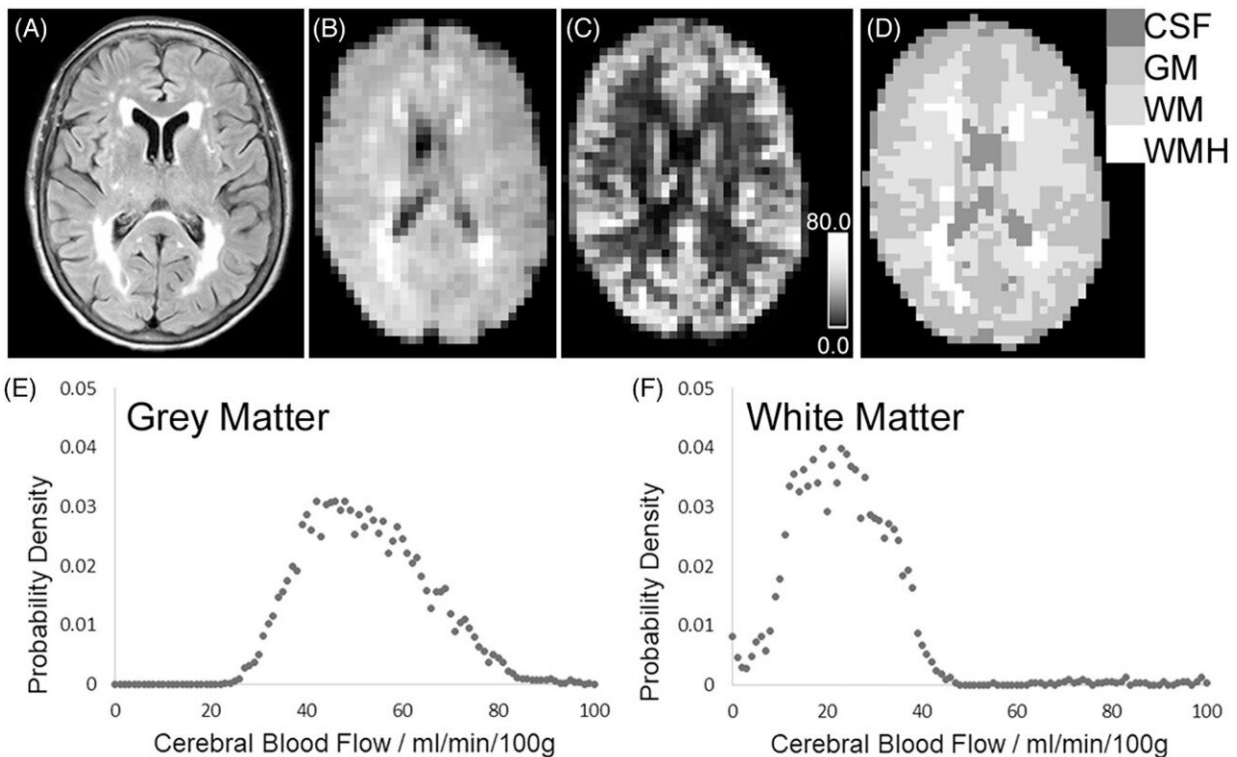 (A)
(B)
(C)
80.0
0.0
(D)
CSF
GM
WM
WMH
(E)
Grey Matter
0.05
0.04
0.03
0.02
0.01
0
Probability Density
0 20 40 60 80 100
Cerebral Blood Flow / ml/min/100g
(F)
White Matter
0.05
0.04
0.03
0.02
0.01
0
Probability Density
0 20 40 60 80 100
Cerebral Blood Flow / ml/min/100g